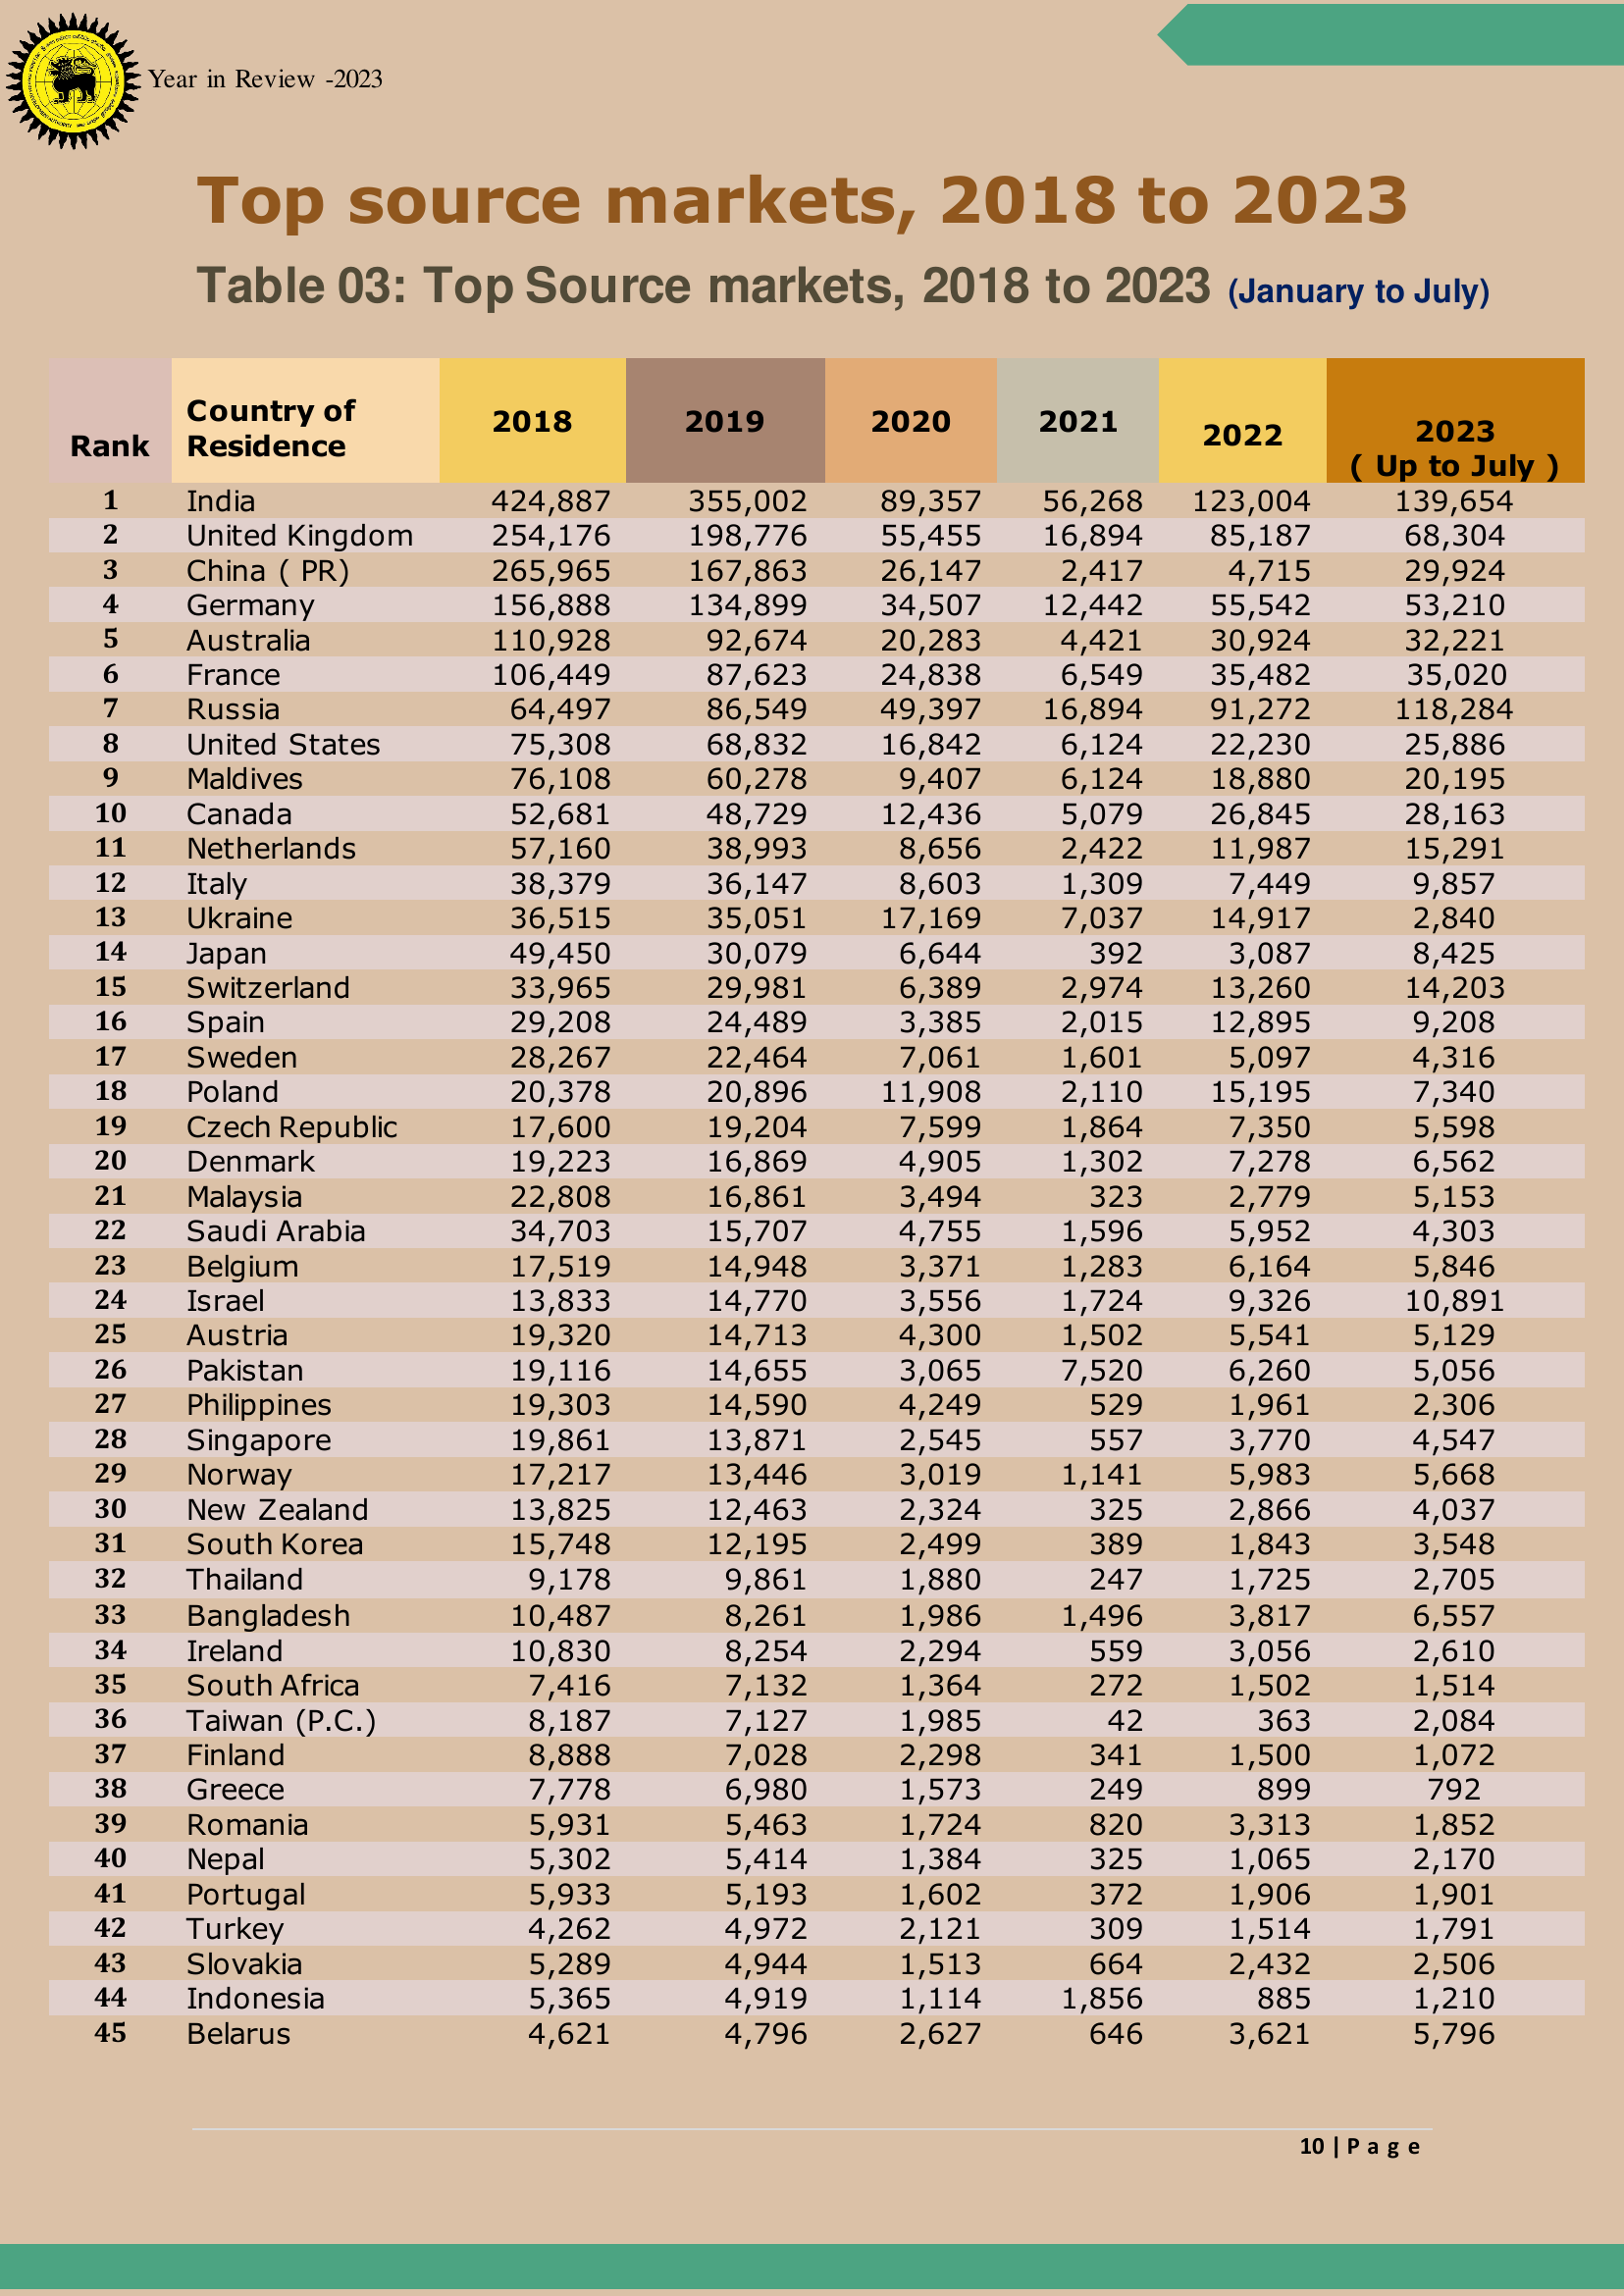 Year in Review -2023
Top source markets, 2018 to 2023
Table 03: Top Source markets, 2018 to 2023 (January to July)
Rank Country of Residence 2018 2019 2020 2021 2022 2023 ( Up to July )
1 India 424,887 355,002 89,357 56,268 123,004 139,654
2 United Kingdom 254,176 198,776 55,455 16,894 85,187 68,304
3 China ( PR) 265,965 167,863 26,147 2,417 4,715 29,924
4 Germany 156,888 134,899 34,507 12,442 55,542 53,210
5 Australia 110,928 92,674 20,283 4,421 30,924 32,221
6 France 106,449 87,623 24,838 6,549 35,482 35,020
7 Russia 64,497 86,549 49,397 16,894 91,272 118,284
8 United States 75,308 68,832 16,842 6,124 22,230 25,886
9 Maldives 76,108 60,278 9,407 6,124 18,880 20,195
10 Canada 52,681 48,729 12,436 5,079 26,845 28,163
11 Netherlands 57,160 38,993 8,656 2,422 11,987 15,291
12 Italy 38,379 36,147 8,603 1,309 7,449 9,857
13 Ukraine 36,515 35,051 17,169 7,037 14,917 2,840
14 Japan 49,450 30,079 6,644 392 3,087 8,425
15 Switzerland 33,965 29,981 6,389 2,974 13,260 14,203
16 Spain 29,208 24,489 3,385 2,015 12,895 9,208
17 Sweden 28,267 22,464 7,061 1,601 5,097 4,316
18 Poland 20,378 20,896 11,908 2,110 15,195 7,340
19 Czech Republic 17,600 19,204 7,599 1,864 7,350 5,598
20 Denmark 19,223 16,869 4,905 1,302 7,278 6,562
21 Malaysia 22,808 16,861 3,494 323 2,779 5,153
22 Saudi Arabia 34,703 15,707 4,755 1,596 5,952 4,303
23 Belgium 17,519 14,948 3,371 1,283 6,164 5,846
24 Israel 13,833 14,770 3,556 1,724 9,326 10,891
25 Austria 19,320 14,713 4,300 1,502 5,541 5,129
26 Pakistan 19,116 14,655 3,065 7,520 6,260 5,056
27 Philippines 19,303 14,590 4,249 529 1,961 2,306
28 Singapore 19,861 13,871 2,545 557 3,770 4,547
29 Norway 17,217 13,446 3,019 1,141 5,983 5,668
30 New Zealand 13,825 12,463 2,324 325 2,866 4,037
31 South Korea 15,748 12,195 2,499 389 1,843 3,548
32 Thailand 9,178 9,861 1,880 247 1,725 2,705
33 Bangladesh 10,487 8,261 1,986 1,496 3,817 6,557
34 Ireland 10,830 8,254 2,294 559 3,056 2,610
35 South Africa 7,416 7,132 1,364 272 1,502 1,514
36 Taiwan (P.C.) 8,187 7,127 1,985 42 363 2,084
37 Finland 8,888 7,028 2,298 341 1,500 1,072
38 Greece 7,778 6,980 1,573 249 899 792
39 Romania 5,931 5,463 1,724 820 3,313 1,852
40 Nepal 5,302 5,414 1,384 325 1,065 2,170
41 Portugal 5,933 5,193 1,602 372 1,906 1,901
42 Turkey 4,262 4,972 2,121 309 1,514 1,791
43 Slovakia 5,289 4,944 1,513 664 2,432 2,506
44 Indonesia 5,365 4,919 1,114 1,856 885 1,210
45 Belarus 4,621 4,796 2,627 646 3,621 5,796
10 | P a g e